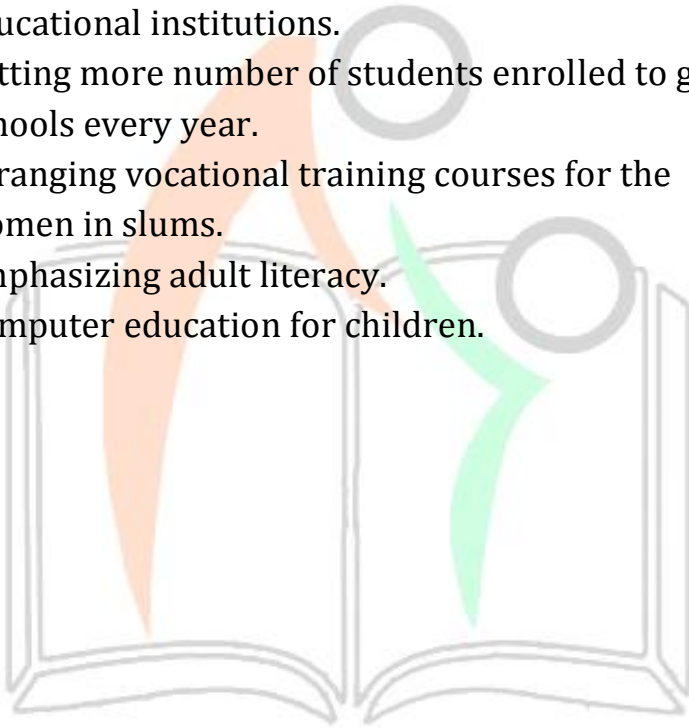 ucational institutions.
tting more number of students enrolled to g
hools every year.
ranging vocational training courses for the
omen in slums.
nphasizing adult literacy.
mputer education for children.